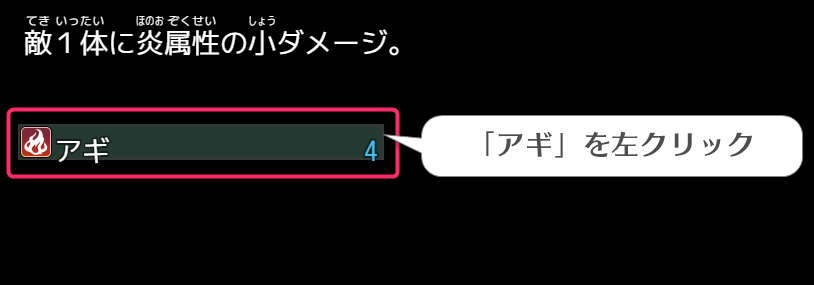 てき いったい ほのお ぞくせい しょう
敵１体に炎属性の小ダメージ。
アギ 4
「アギ」を左クリック